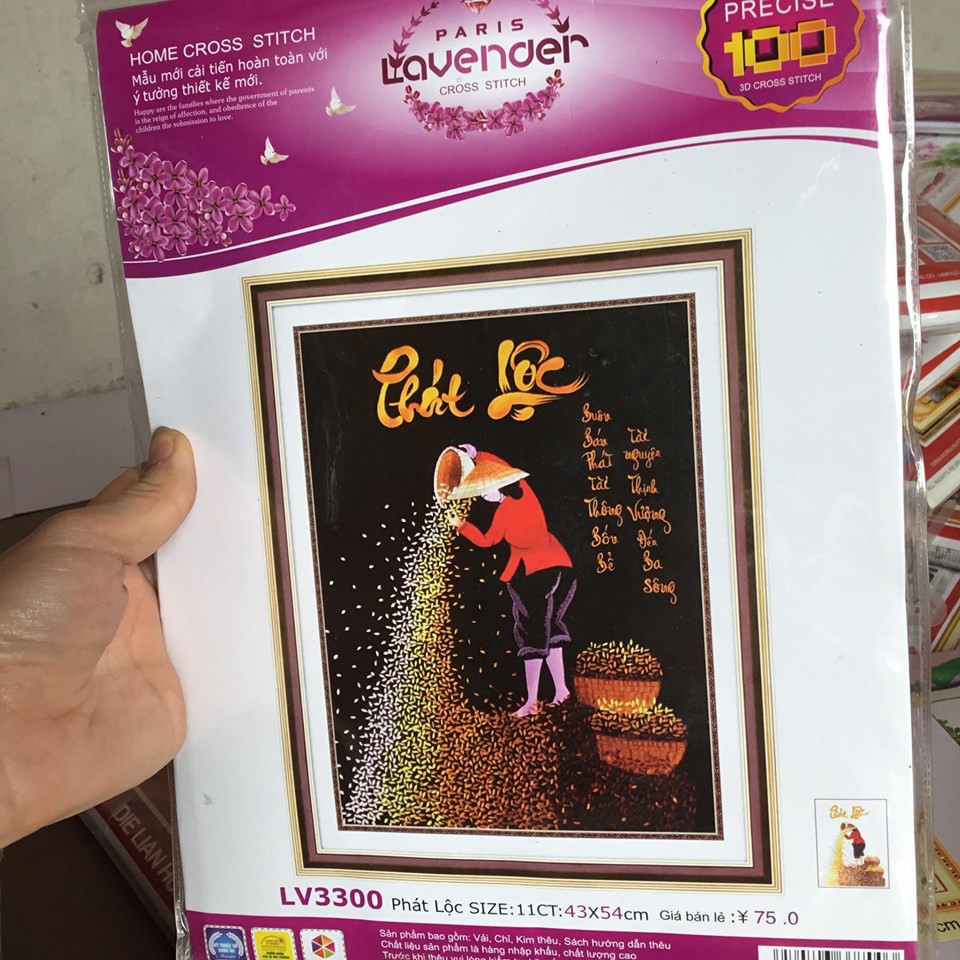 HOME CROSS STITCH
Mẫu mới cải tiến hoàn toàn với
ý tưởng thiết kế mới.
Happy are the families where the government of parents
is the reign of affection, and obedience of the
children the submission to love.
PARIS
Lavender
CROSS STITCH
PRECISE
100
3D CROSS STITCH
Phát Lộc
Buôn
Bán
Phát
Tài
Thông
Bốn
Bể
Tài
nguyên
Thịnh
Vượng
Đến
Ba
Sông
Phát Lộc
LV3300 Phát Lộc SIZE:11CT:43X54cm Giá bán lẻ :¥ 75.0
Sản phẩm bao gồm: Vải, Chỉ, Kim thêu, Sách hướng dẫn thêu
Chất liệu sản phẩm là hàng nhập khẩu, chất lượng cao
DIE LIAN